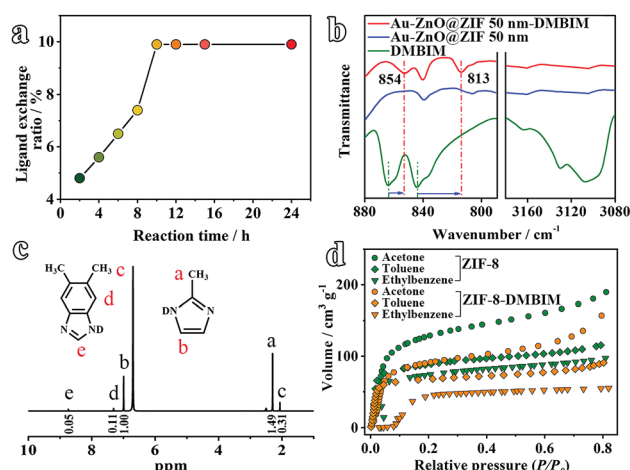 a
Ligand exchange
ratio / %
10
8
6
4
0
4
8
12
16
20
24
Reaction time / h
b
Au-ZnO@ZIF 50 nm-DMBIM
Au-ZnO@ZIF 50 nm
DMBIM
854
813
Transmittance
880
840
800
3160
3120
3080
Wavenumber / cm-1
c
H3C
CH3
N
ND
c
d
e
a
CH3
DN
N
b
e
d
b
a
c
0.05
0.11
1.00
1.49
0.31
10
8
6
4
2
ppm
d
Acetone
Toluene
Ethylbenzene
ZIF-8
Acetone
Toluene
Ethylbenzene
ZIF-8-DMBIM
Volume / cm3 g-1
200
100
0
0.0
0.2
0.4
0.6
0.8
Relative pressure (P/P0)